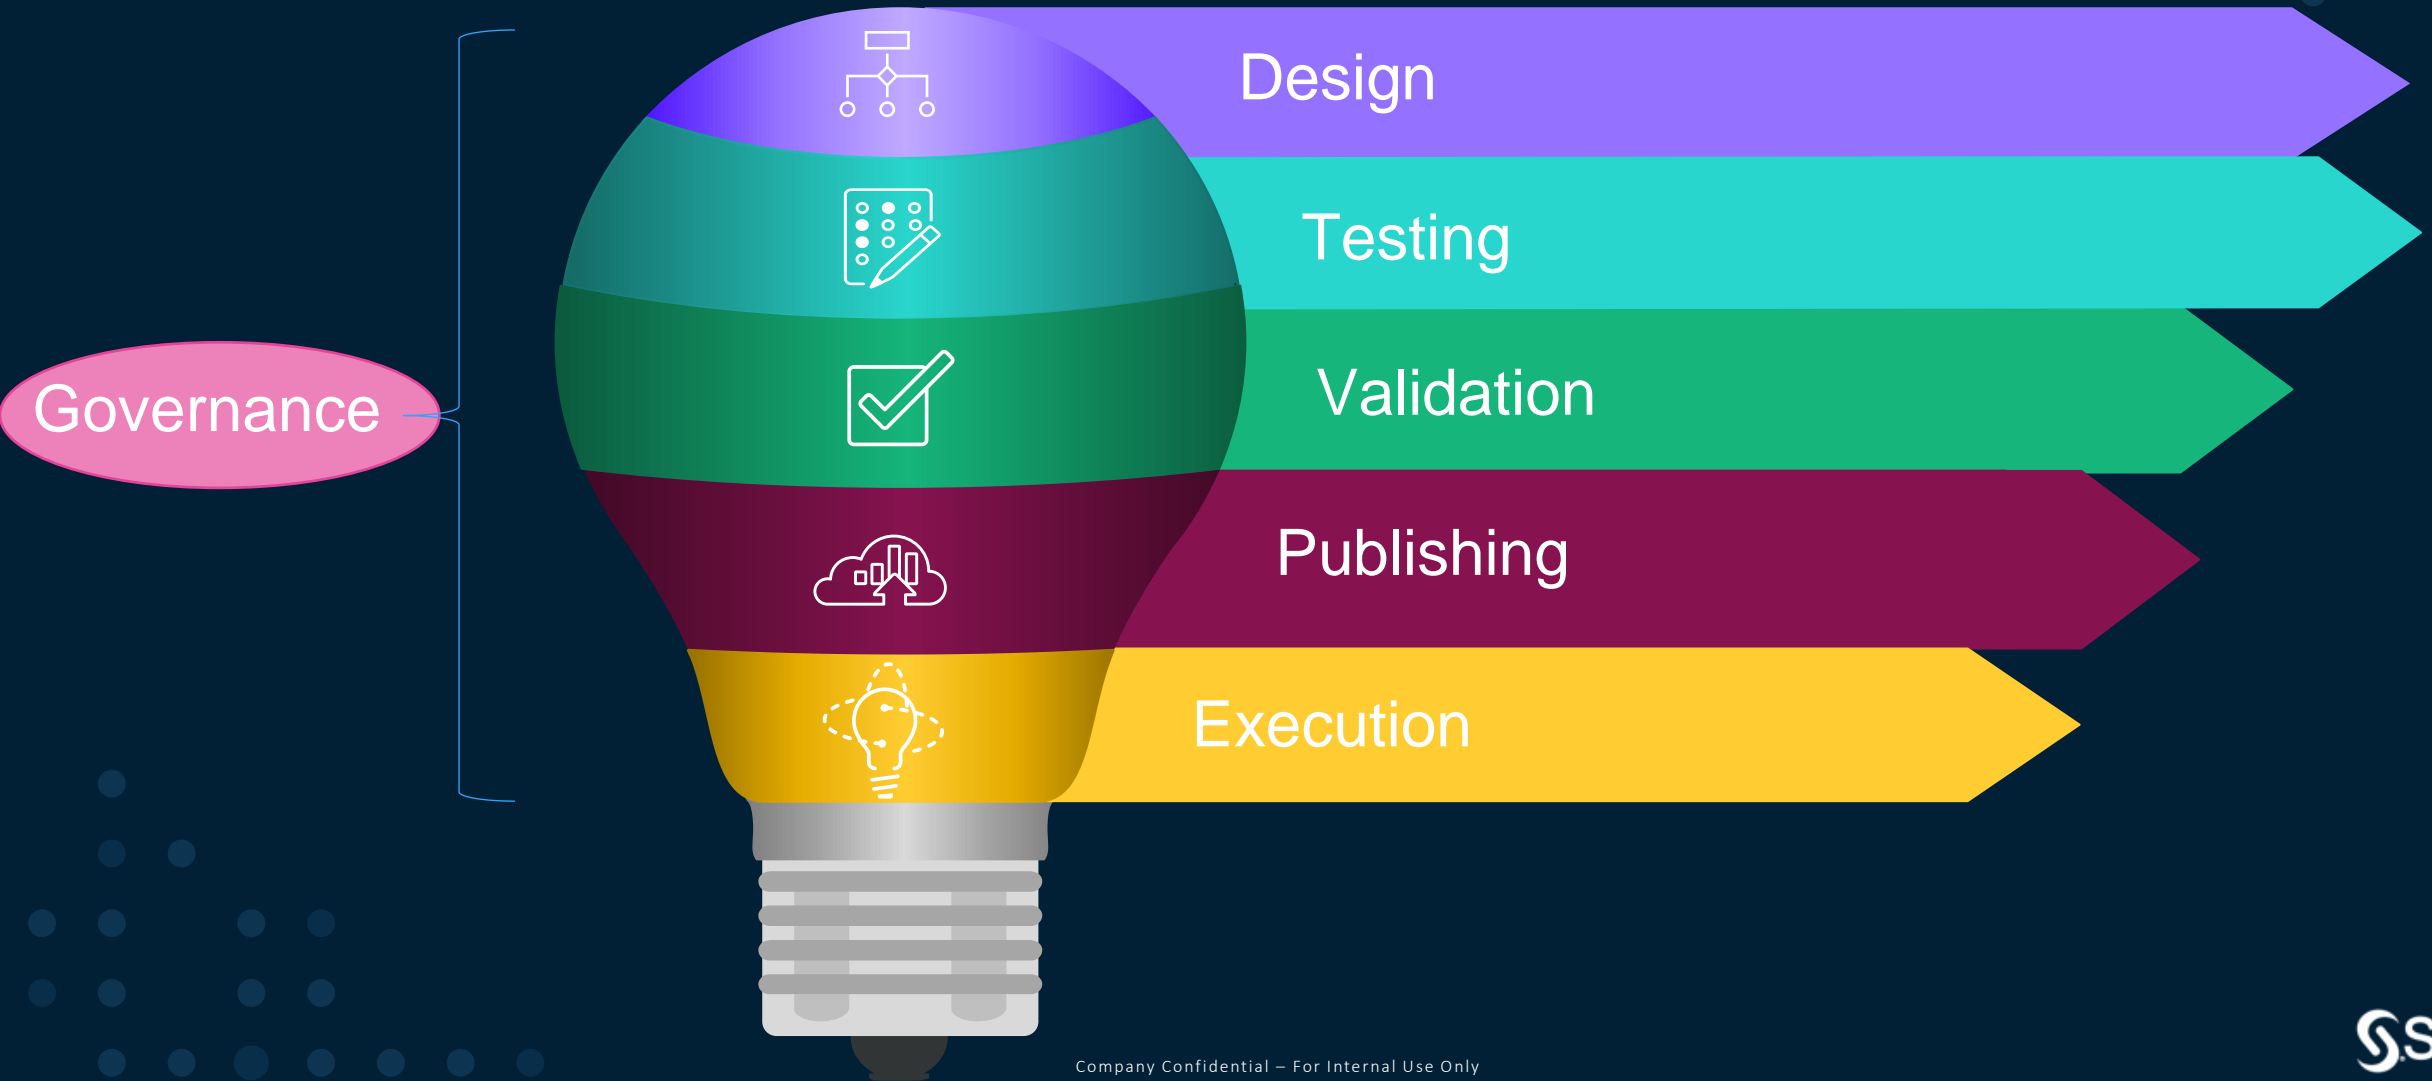 Design
Testing
Validation
Governance
Publishing
Execution
Company Confidential – For Internal Use Only